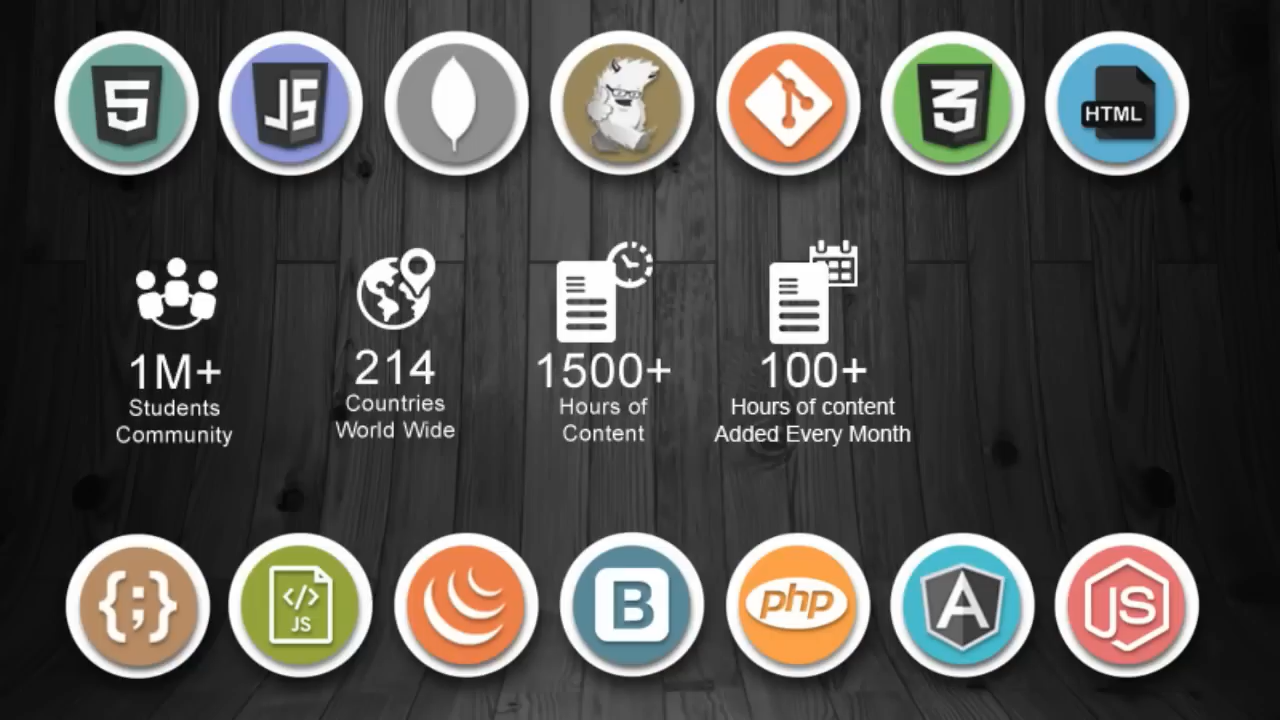 5
JS
3
HTML
1M+
Students
Community
214
Countries
World Wide
1500+
Hours of
Content
100+
Hours of content
Added Every Month
{;}
</>
JS
B
php
A
JS